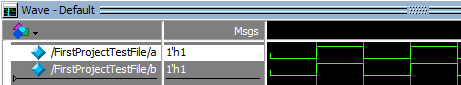 Wave - Default
Msgs
/FirstProjectTestFile/a 1'h1
/FirstProjectTestFile/b 1'h1